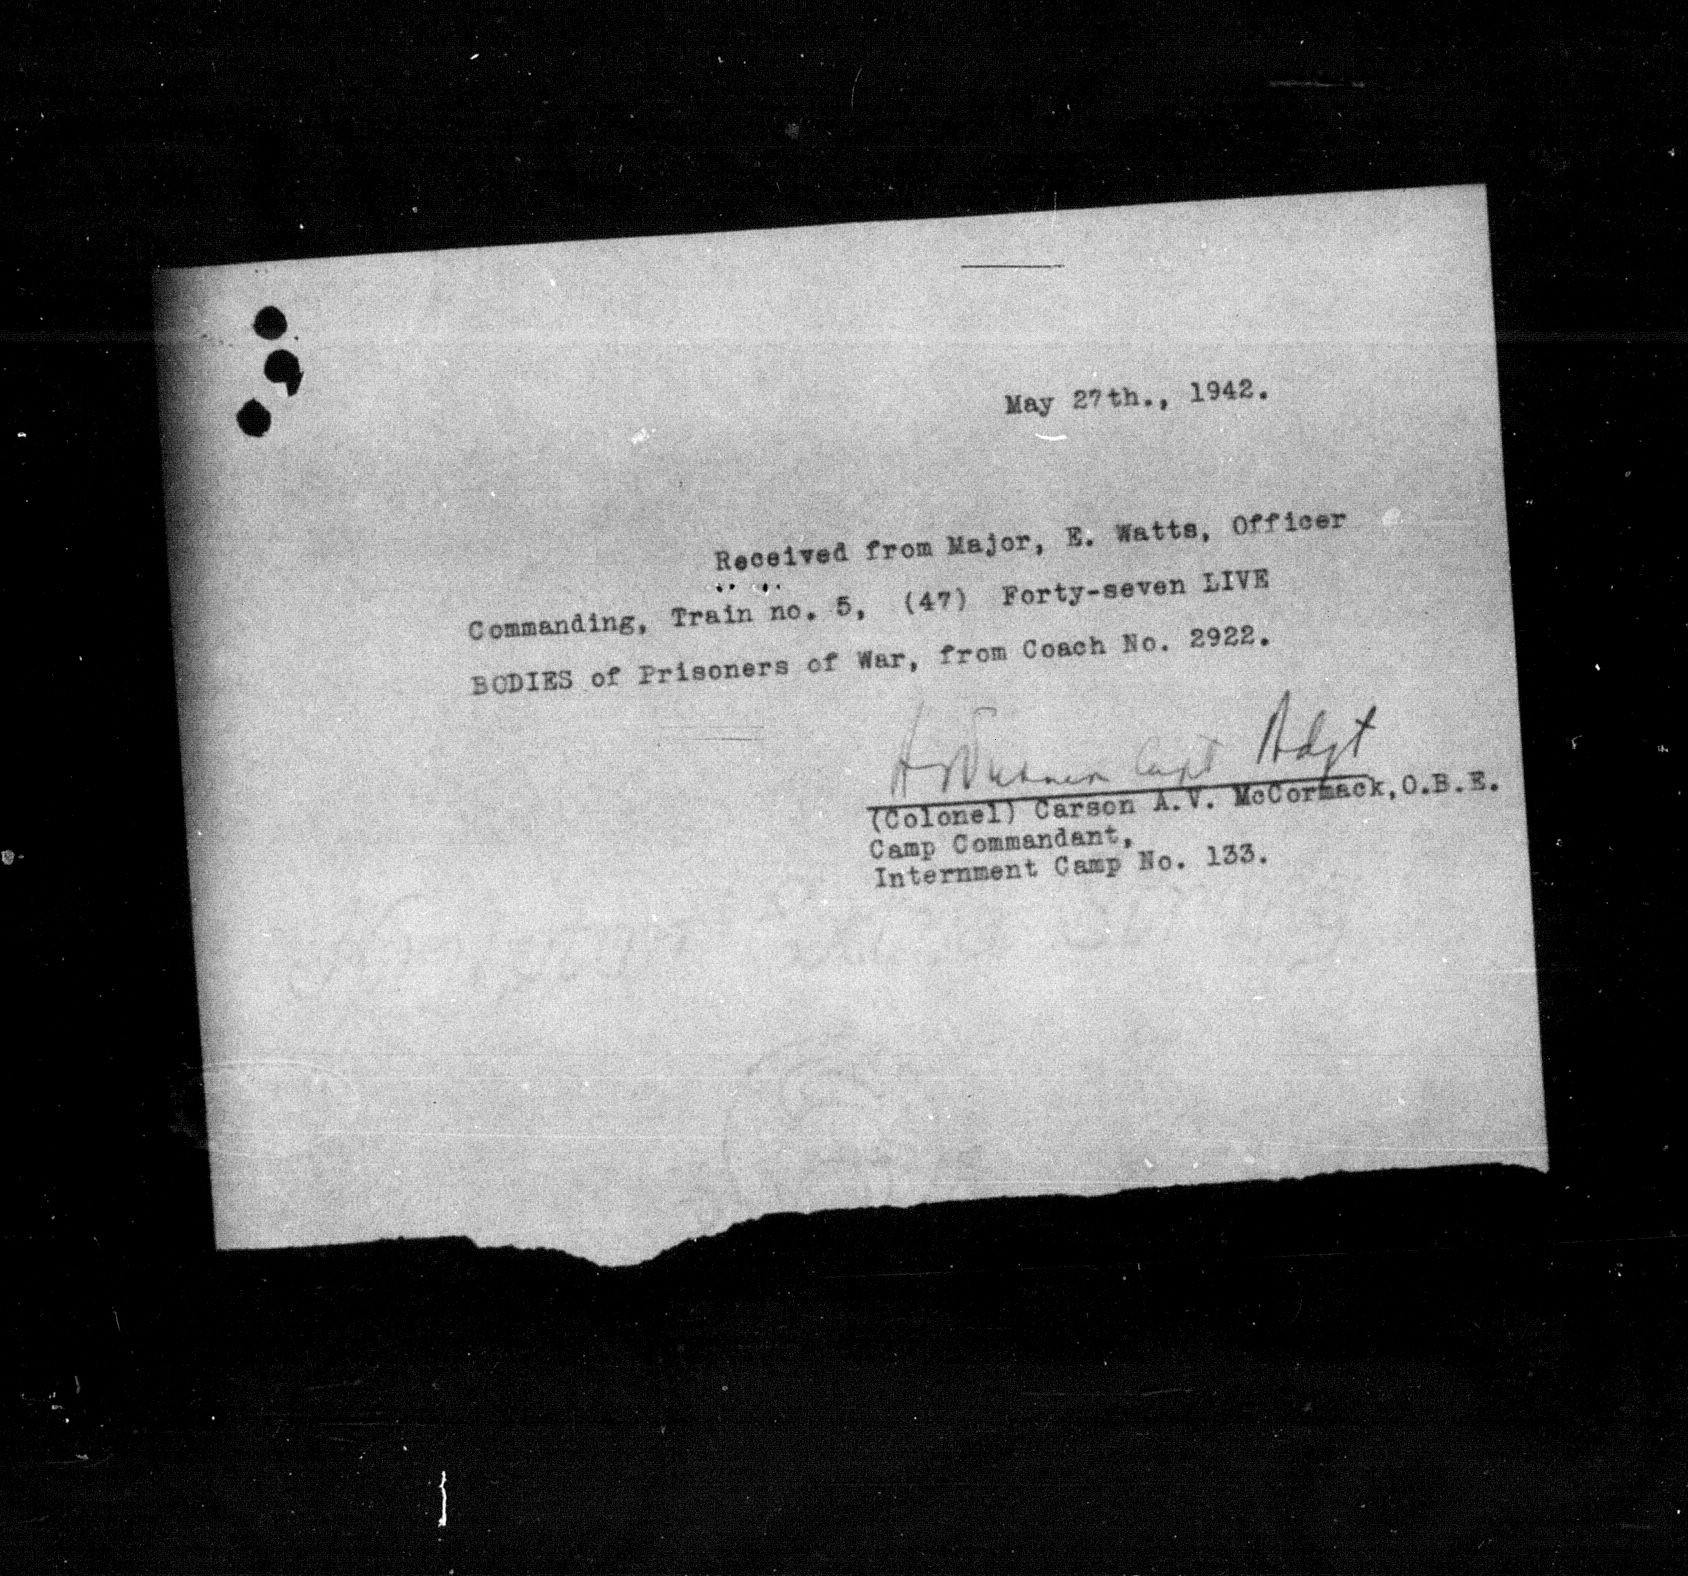 May 27th., 1942.
Received from Major, E. Watts, Officer
Commanding, Train no. 5, (47) Forty-seven LIVE
BODIES of Prisoners of War, from Coach No. 2922.
Capt Adgt
(Colonel) Carson A.V. McCormack,O.B.E.
Camp Commandant,
Internment Camp No. 133.